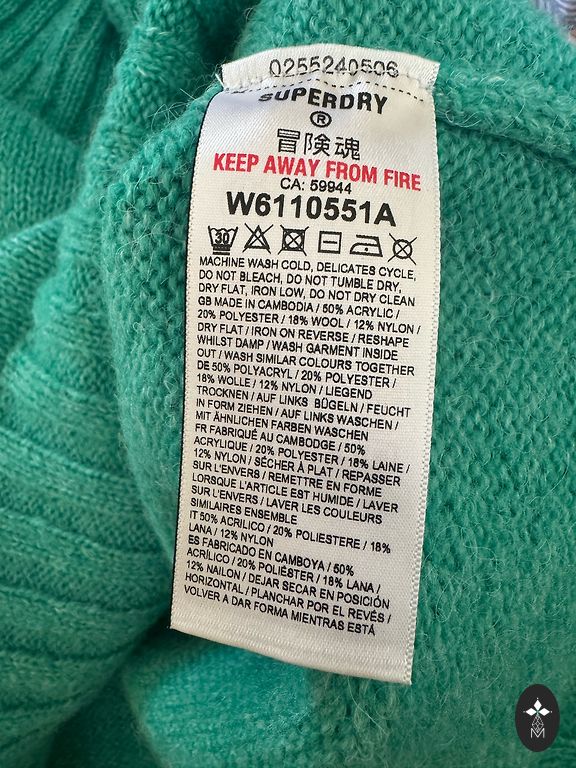 0255240506
SUPERDRY
®
冒険魂
KEEP AWAY FROM FIRE
CA: 59944
W6110551A
30
MACHINE WASH COLD, DELICATES CYCLE,
DO NOT BLEACH, DO NOT TUMBLE DRY,
DRY FLAT, IRON LOW, DO NOT DRY CLEAN
GB MADE IN CAMBODIA / 50% ACRYLIC /
20% POLYESTER / 18% WOOL / 12% NYLON /
DRY FLAT / IRON ON REVERSE / RESHAPE
WHILST DAMP / WASH GARMENT INSIDE
OUT / WASH SIMILAR COLOURS TOGETHER
DE 50% POLYACRYL / 20% POLYESTER /
18% WOLLE / 12% NYLON / LIEGEND
TROCKNEN / AUF LINKS BÜGELN / FEUCHT
IN FORM ZIEHEN / AUF LINKS WASCHEN /
MIT ÄHNLICHEN FARBEN WASCHEN
FR FABRIQUÉ AU CAMBODGE / 50%
ACRYLIQUE / 20% POLYESTER / 18% LAINE /
12% NYLON / SÉCHER À PLAT / REPASSER
SUR L'ENVERS / REMETTRE EN FORME
LORSQUE L'ARTICLE EST HUMIDE / LAVER
SUR L'ENVERS / LAVER LES COULEURS
SIMILAIRES ENSEMBLE
IT 50% ACRILICO / 20% POLIESTERE / 18%
LANA / 12% NYLON
ES FABRICADO EN CAMBOYA / 50%
ACRÍLICO / 20% POLIÉSTER / 18% LANA /
12% NAILON / DEJAR SECAR EN POSICIÓN
HORIZONTAL / PLANCHAR POR EL REVÉS /
VOLVER A DAR FORMA MIENTRAS ESTÁ
M